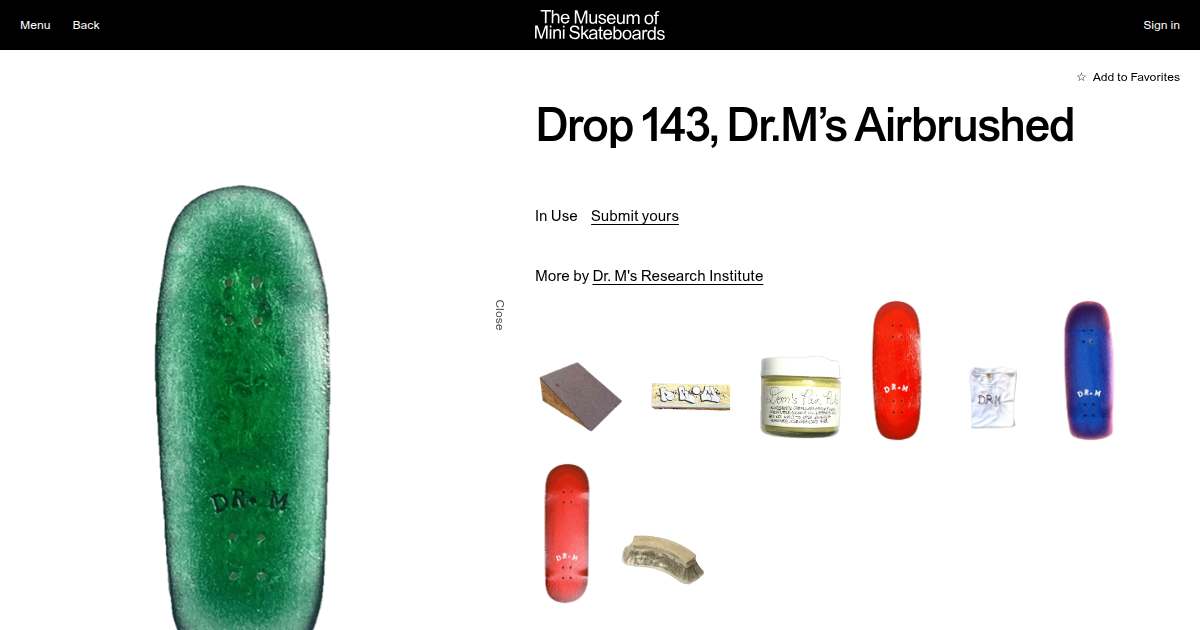 Menu
Back
The Museum of
Mini Skateboards
Sign in
☆ Add to Favorites
Drop 143, Dr.M’s Airbrushed
In Use Submit yours
More by Dr. M's Research Institute
Close
DR. M
DR.M
DRM
DR.M
DR.M